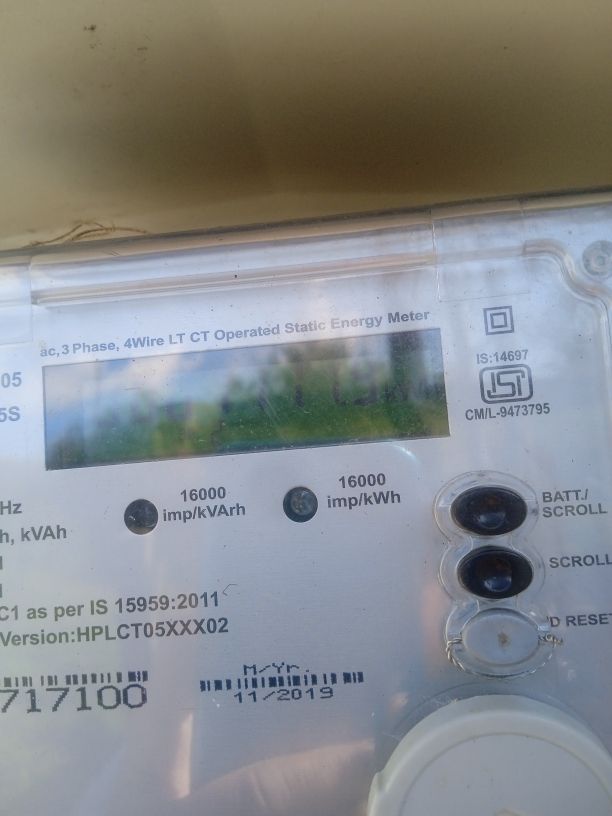 ac,3 Phase, 4Wire LT CT Operated Static Energy Meter
IS:14697
ISI
CM/L-9473795
05
5S
16000
imp/kVArh
16000
imp/kWh
BATT./
SCROLL
SCROLL
D RESET
Hz
h, kVAh
C1 as per IS 15959:2011
Version:HPLCT05XXX02
717100
M/Yr.
11/2019